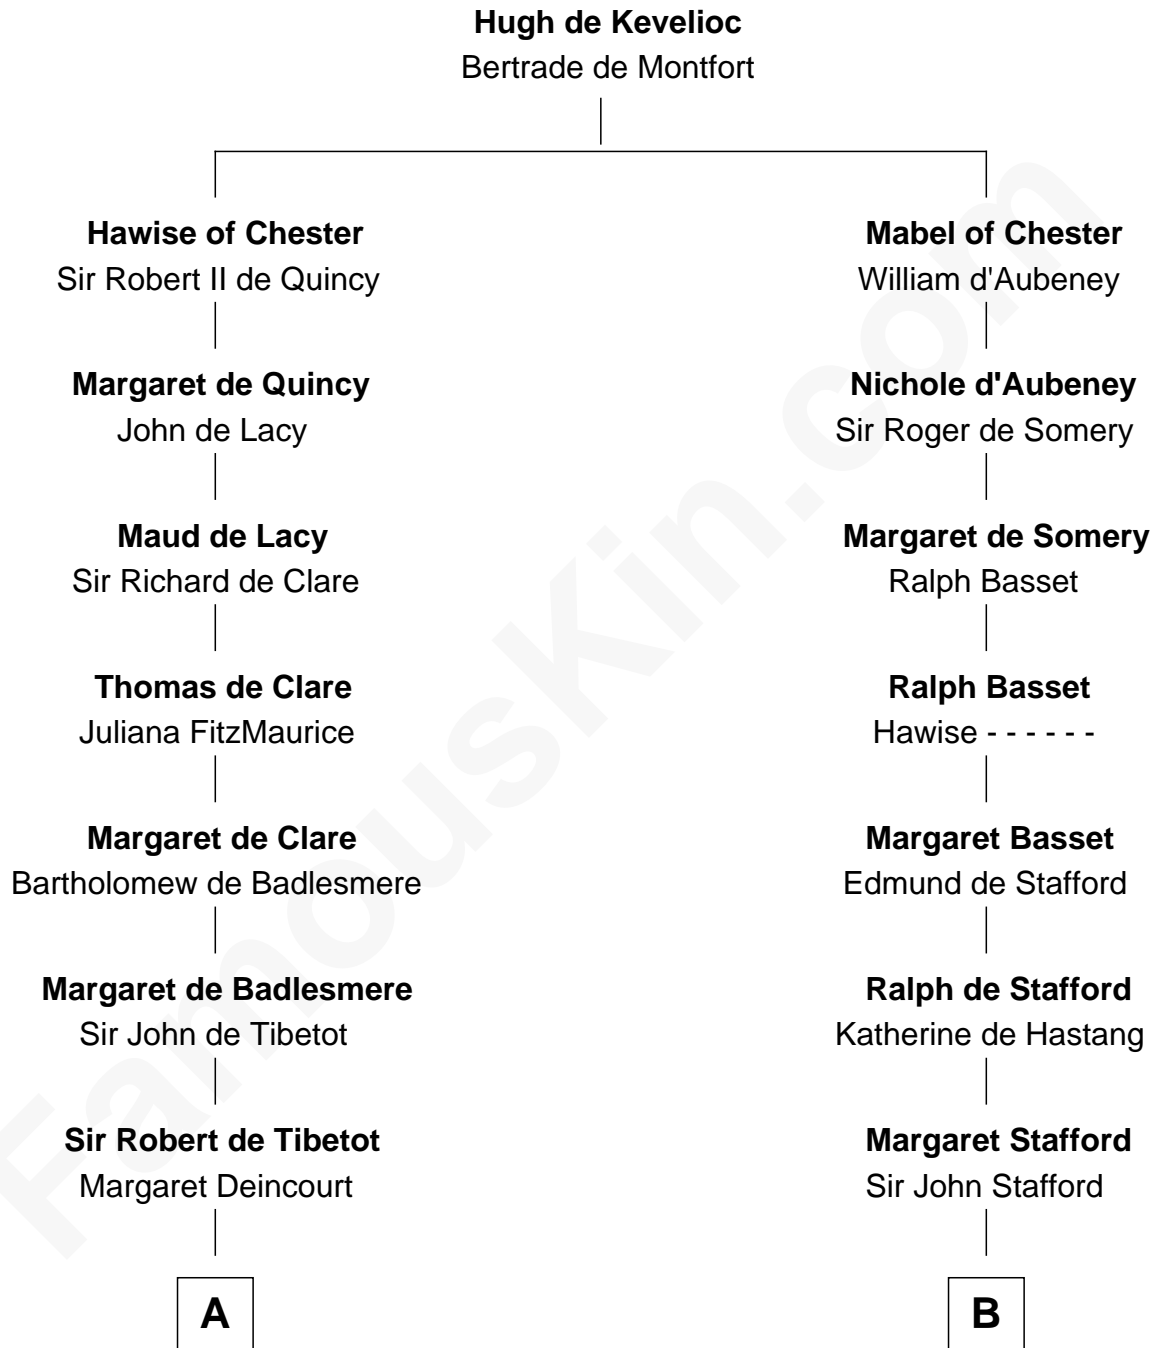 Hugh de Kevelioc
Bertrade de Montfort
Hawise of Chester
Sir Robert II de Quincy
Mabel of Chester
William d'Aubeney
Margaret de Quincy
John de Lacy
Nichole d'Aubeney
Sir Roger de Somery
Maud de Lacy
Sir Richard de Clare
Margaret de Somery
Ralph Basset
Thomas de Clare
Juliana FitzMaurice
Ralph Basset
Hawise - - - - - -
Margaret de Clare
Bartholomew de Badlesmere
Margaret Basset
Edmund de Stafford
Margaret de Badlesmere
Sir John de Tibetot
Ralph de Stafford
Katherine de Hastang
Sir Robert de Tibetot
Margaret Deincourt
Margaret Stafford
Sir John Stafford
A
B
FamousKin.com